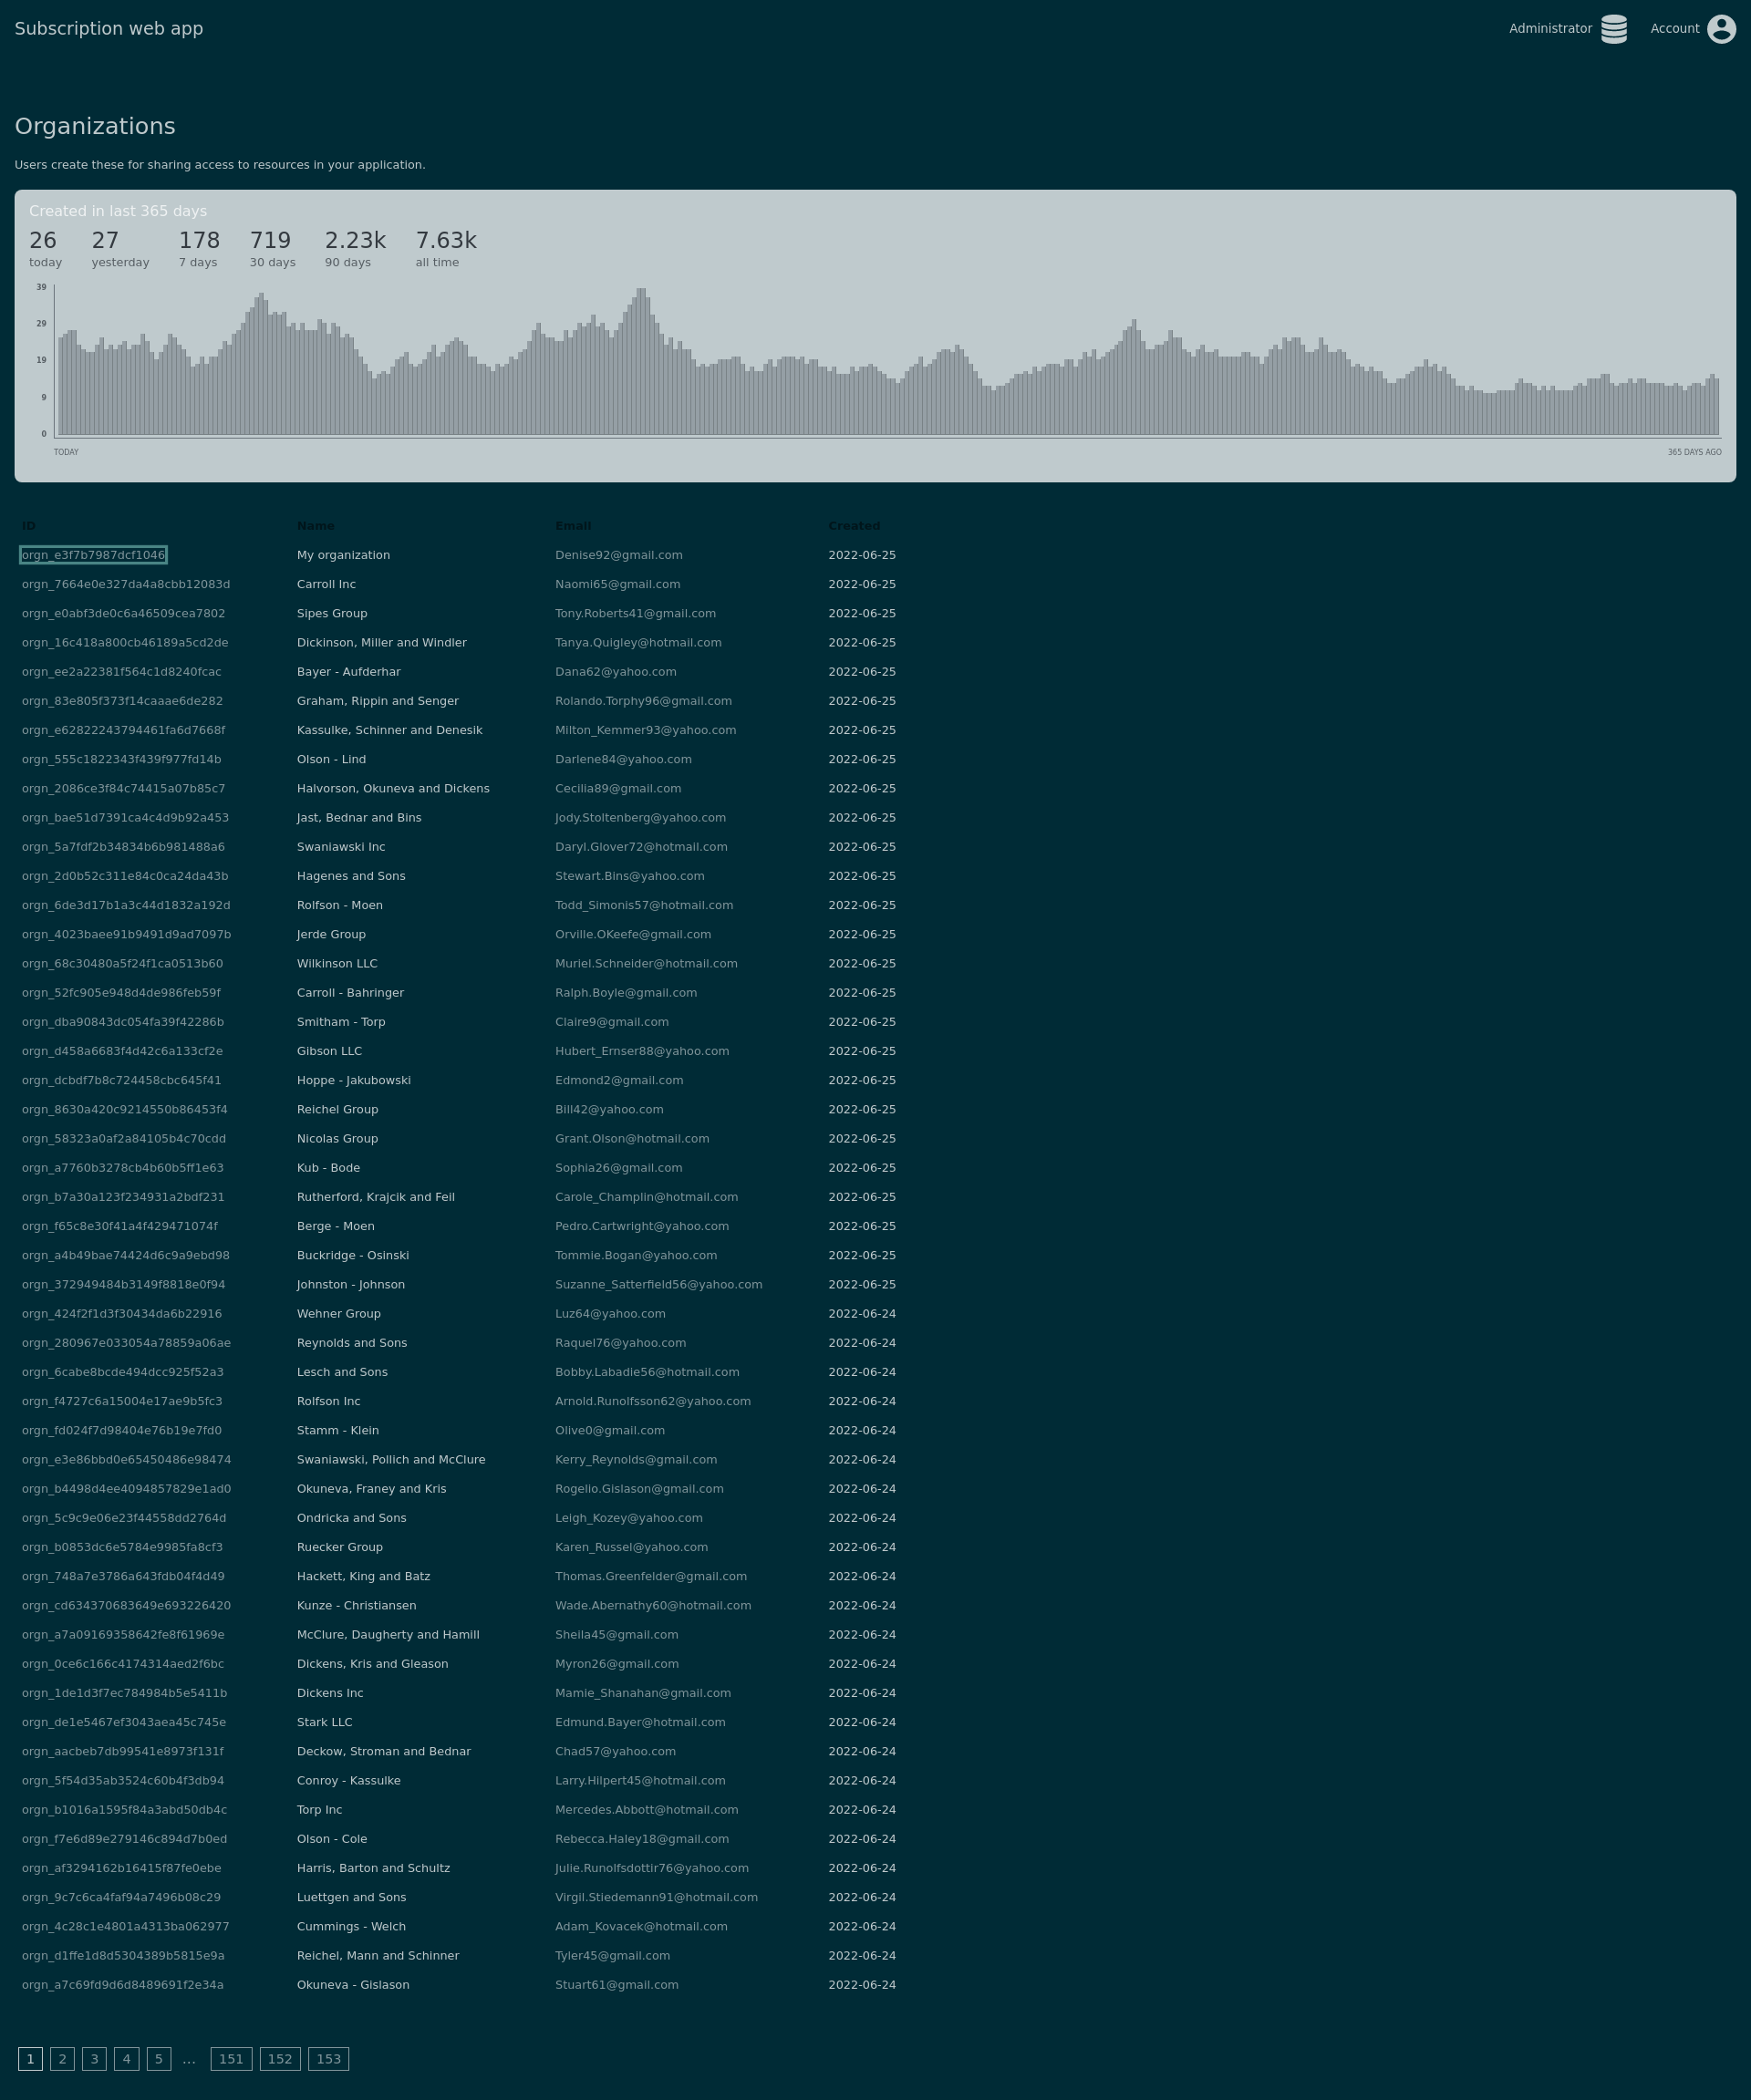 Subscription web app
Administrator Account
Organizations
Users create these for sharing access to resources in your application.
Created in last 365 days
26 27 178 719 2.23k 7.63k
today yesterday 7 days 30 days 90 days all time
39
29
19
9
0
TODAY 365 DAYS AGO
ID Name Email Created
orgn_e3f7b7987dcf1046 My organization Denise92@gmail.com 2022-06-25
orgn_7664e0e327da4a8cbb12083d Carroll Inc Naomi65@gmail.com 2022-06-25
orgn_e0abf3de0c6a46509cea7802 Sipes Group Tony.Roberts41@gmail.com 2022-06-25
orgn_16c418a800cb46189a5cd2de Dickinson, Miller and Windler Tanya.Quigley@hotmail.com 2022-06-25
orgn_ee2a22381f564c1d8240fcac Bayer - Aufderhar Dana62@yahoo.com 2022-06-25
orgn_83e805f373f14caaae6de282 Graham, Rippin and Senger Rolando.Torphy96@gmail.com 2022-06-25
orgn_e62822243794461fa6d7668f Kassulke, Schinner and Denesik Milton_Kemmer93@yahoo.com 2022-06-25
orgn_555c1822343f439f977fd14b Olson - Lind Darlene84@yahoo.com 2022-06-25
orgn_2086ce3f84c74415a07b85c7 Halvorson, Okuneva and Dickens Cecilia89@gmail.com 2022-06-25
orgn_bae51d7391ca4c4d9b92a453 Jast, Bednar and Bins Jody.Stoltenberg@yahoo.com 2022-06-25
orgn_5a7fdf2b34834b6b981488a6 Swaniawski Inc Daryl.Glover72@hotmail.com 2022-06-25
orgn_2d0b52c311e84c0ca24da43b Hagenes and Sons Stewart.Bins@yahoo.com 2022-06-25
orgn_6de3d17b1a3c44d1832a192d Rolfson - Moen Todd_Simonis57@hotmail.com 2022-06-25
orgn_4023baee91b9491d9ad7097b Jerde Group Orville.OKeefe@gmail.com 2022-06-25
orgn_68c30480a5f24f1ca0513b60 Wilkinson LLC Muriel.Schneider@hotmail.com 2022-06-25
orgn_52fc905e948d4de986feb59f Carroll - Bahringer Ralph.Boyle@gmail.com 2022-06-25
orgn_dba90843dc054fa39f42286b Smitham - Torp Claire9@gmail.com 2022-06-25
orgn_d458a6683f4d42c6a133cf2e Gibson LLC Hubert_Ernser88@yahoo.com 2022-06-25
orgn_dcbdf7b8c724458cbc645f41 Hoppe - Jakubowski Edmond2@gmail.com 2022-06-25
orgn_8630a420c9214550b86453f4 Reichel Group Bill42@yahoo.com 2022-06-25
orgn_58323a0af2a84105b4c70cdd Nicolas Group Grant.Olson@hotmail.com 2022-06-25
orgn_a7760b3278cb4b60b5ff1e63 Kub - Bode Sophia26@gmail.com 2022-06-25
orgn_b7a30a123f234931a2bdf231 Rutherford, Krajcik and Feil Carole_Champlin@hotmail.com 2022-06-25
orgn_f65c8e30f41a4f429471074f Berge - Moen Pedro.Cartwright@yahoo.com 2022-06-25
orgn_a4b49bae74424d6c9a9ebd98 Buckridge - Osinski Tommie.Bogan@yahoo.com 2022-06-25
orgn_372949484b3149f8818e0f94 Johnston - Johnson Suzanne_Satterfield56@yahoo.com 2022-06-25
orgn_424f2f1d3f30434da6b22916 Wehner Group Luz64@yahoo.com 2022-06-24
orgn_280967e033054a78859a06ae Reynolds and Sons Raquel76@yahoo.com 2022-06-24
orgn_6cabe8bcde494dcc925f52a3 Lesch and Sons Bobby.Labadie56@hotmail.com 2022-06-24
orgn_f4727c6a15004e17ae9b5fc3 Rolfson Inc Arnold.Runolfsson62@yahoo.com 2022-06-24
orgn_fd024f7d98404e76b19e7fd0 Stamm - Klein Olive0@gmail.com 2022-06-24
orgn_e3e86bbd0e65450486e98474 Swaniawski, Pollich and McClure Kerry_Reynolds@gmail.com 2022-06-24
orgn_b4498d4ee4094857829e1ad0 Okuneva, Franey and Kris Rogelio.Gislason@gmail.com 2022-06-24
orgn_5c9c9e06e23f44558dd2764d Ondricka and Sons Leigh_Kozey@yahoo.com 2022-06-24
orgn_b0853dc6e5784e9985fa8cf3 Ruecker Group Karen_Russel@yahoo.com 2022-06-24
orgn_748a7e3786a643fdb04f4d49 Hackett, King and Batz Thomas.Greenfelder@gmail.com 2022-06-24
orgn_cd634370683649e693226420 Kunze - Christiansen Wade.Abernathy60@hotmail.com 2022-06-24
orgn_a7a09169358642fe8f61969e McClure, Daugherty and Hamill Sheila45@gmail.com 2022-06-24
orgn_0ce6c166c4174314aed2f6bc Dickens, Kris and Gleason Myron26@gmail.com 2022-06-24
orgn_1de1d3f7ec784984b5e5411b Dickens Inc Mamie_Shanahan@gmail.com 2022-06-24
orgn_de1e5467ef3043aea45c745e Stark LLC Edmund.Bayer@hotmail.com 2022-06-24
orgn_aacbeb7db99541e8973f131f Deckow, Stroman and Bednar Chad57@yahoo.com 2022-06-24
orgn_5f54d35ab3524c60b4f3db94 Conroy - Kassulke Larry.Hilpert45@hotmail.com 2022-06-24
orgn_b1016a1595f84a3abd50db4c Torp Inc Mercedes.Abbott@hotmail.com 2022-06-24
orgn_f7e6d89e279146c894d7b0ed Olson - Cole Rebecca.Haley18@gmail.com 2022-06-24
orgn_af3294162b16415f87fe0ebe Harris, Barton and Schultz Julie.Runolfsdottir76@yahoo.com 2022-06-24
orgn_9c7c6ca4faf94a7496b08c29 Luettgen and Sons Virgil.Stiedemann91@hotmail.com 2022-06-24
orgn_4c28c1e4801a4313ba062977 Cummings - Welch Adam_Kovacek@hotmail.com 2022-06-24
orgn_d1ffe1d8d5304389b5815e9a Reichel, Mann and Schinner Tyler45@gmail.com 2022-06-24
orgn_a7c69fd9d6d8489691f2e34a Okuneva - Gislason Stuart61@gmail.com 2022-06-24
1 2 3 4 5 ... 151 152 153